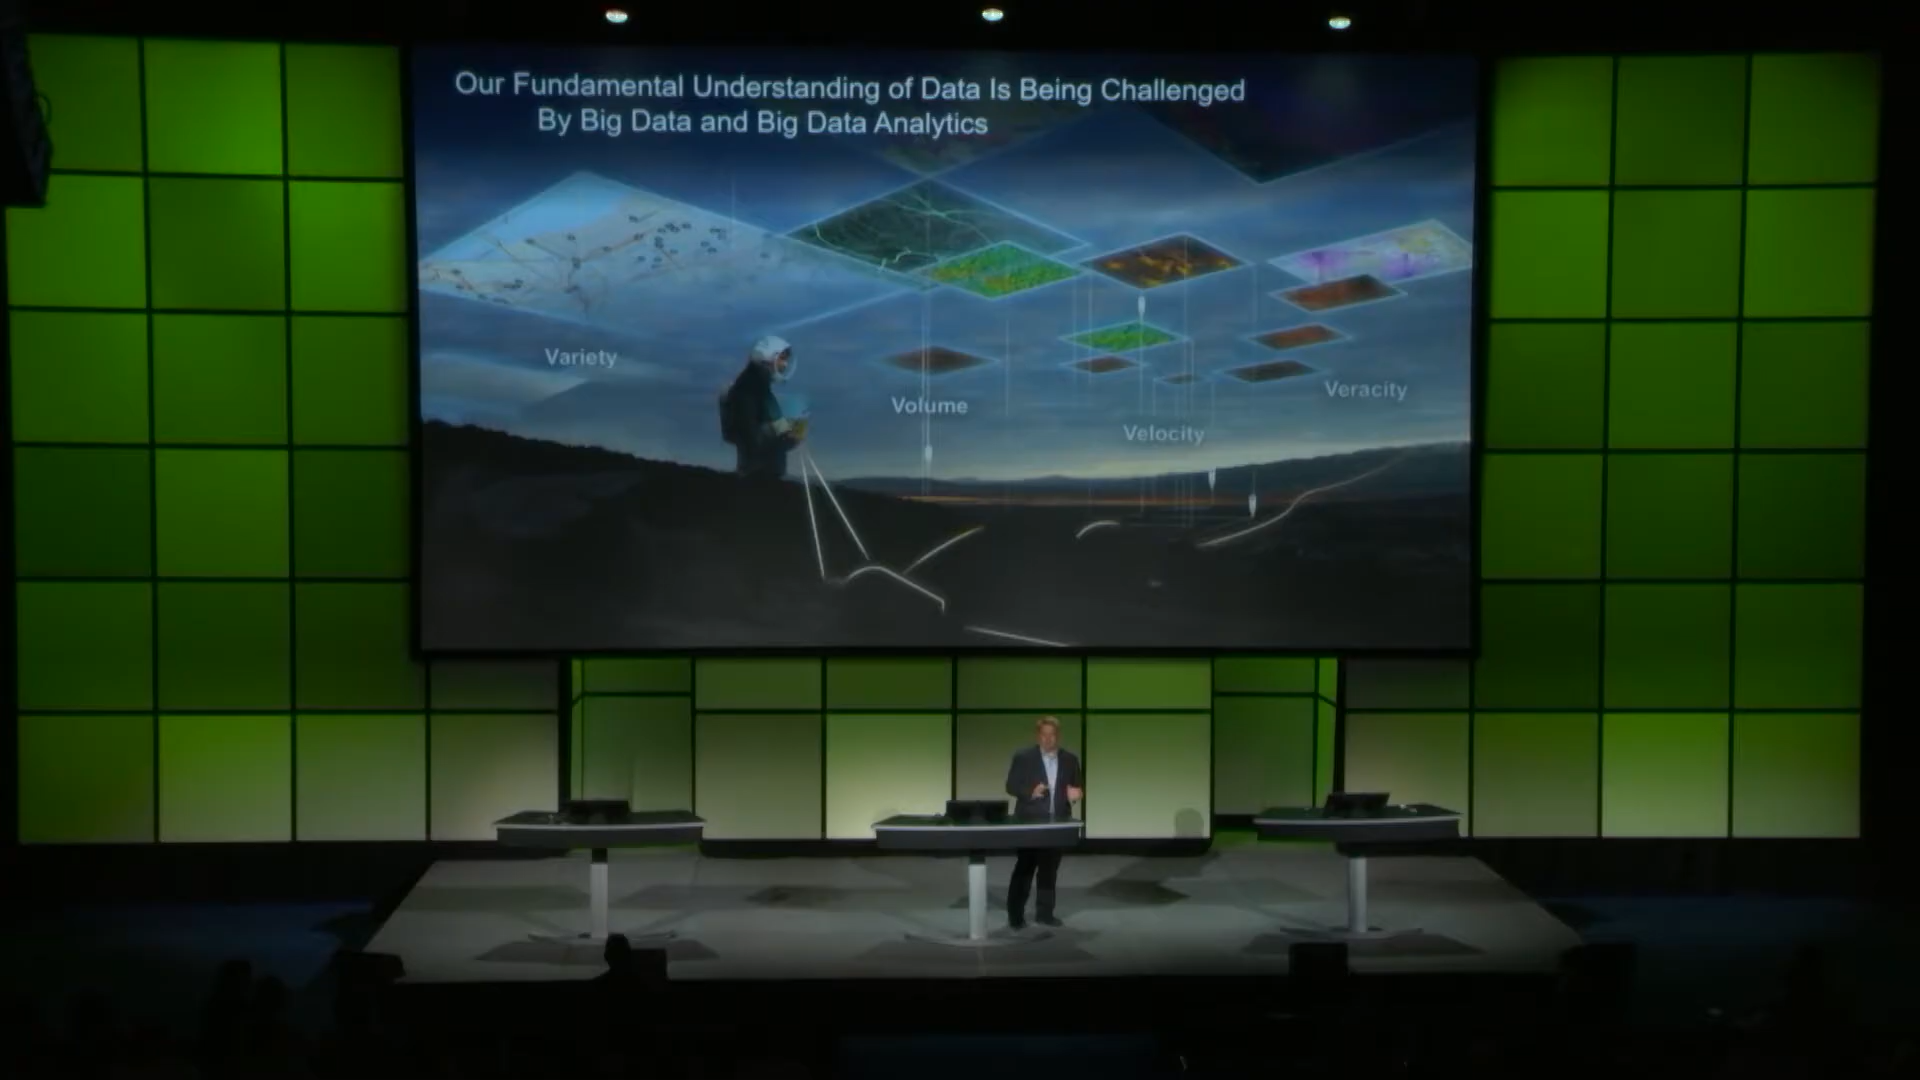 Our Fundamental Understanding of Data Is Being Challenged
By Big Data and Big Data Analytics
Variety
Volume
Velocity
Veracity